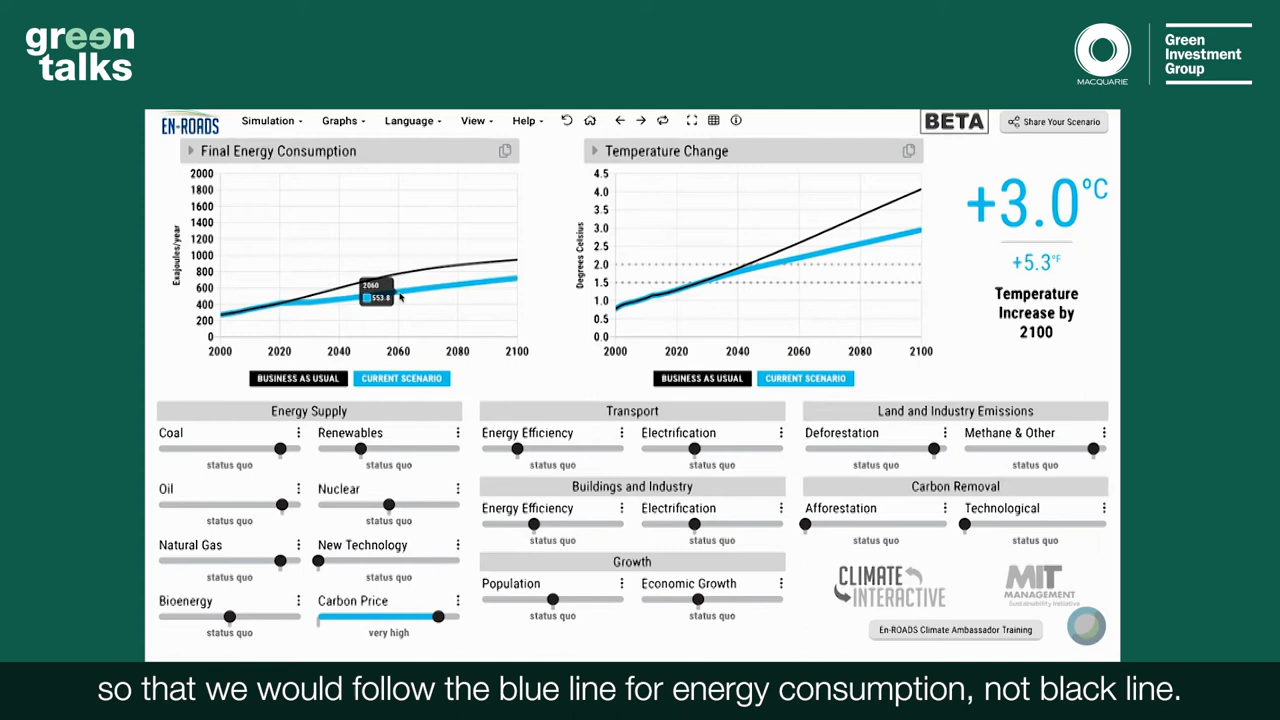 green
talks
MACQUARIE
Green
Investment
Group
EN-ROADS
Simulation
Graphs
Language
View
Help
BETA
Share Your Scenario
Final Energy Consumption
2000
1800
1600
1400
1200
1000
800
600
400
200
0
Exajoules/year
2060
553.8
2000 2020 2040 2060 2080 2100
BUSINESS AS USUAL
CURRENT SCENARIO
Temperature Change
4.5
4.0
3.5
3.0
2.5
2.0
1.5
1.0
0.5
0.0
Degrees Celsius
2000 2020 2040 2060 2080 2100
BUSINESS AS USUAL
CURRENT SCENARIO
+3.0°C
+5.3°F
Temperature
Increase by
2100
Energy Supply
Coal
status quo
Renewables
status quo
Oil
status quo
Nuclear
status quo
Natural Gas
status quo
New Technology
status quo
Bioenergy
status quo
Carbon Price
very high
Transport
Energy Efficiency
status quo
Electrification
status quo
Buildings and Industry
Energy Efficiency
status quo
Electrification
status quo
Growth
Population
status quo
Economic Growth
status quo
Land and Industry Emissions
Deforestation
status quo
Methane & Other
status quo
Carbon Removal
Afforestation
status quo
Technological
status quo
CLIMATE
INTERACTIVE
MIT
MANAGEMENT
Sustainability Initiative
En-ROADS Climate Ambassador Training
so that we would follow the blue line for energy consumption, not black line.